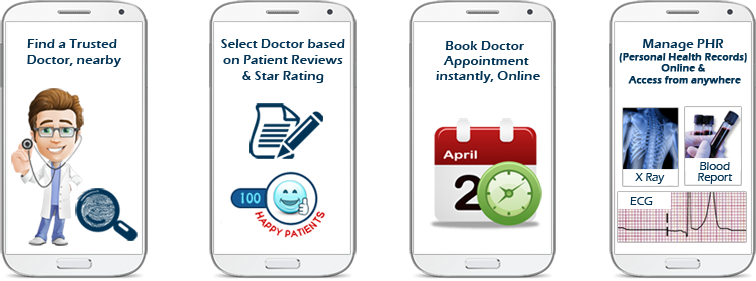 Find a Trusted
Doctor, nearby
Select Doctor based
on Patient Reviews
& Star Rating
100
HAPPY PATIENTS
Book Doctor
Appointment
instantly, Online
April
2
Manage PHR
(Personal Health Records)
Online &
Access from anywhere
X Ray
Blood
Report
ECG